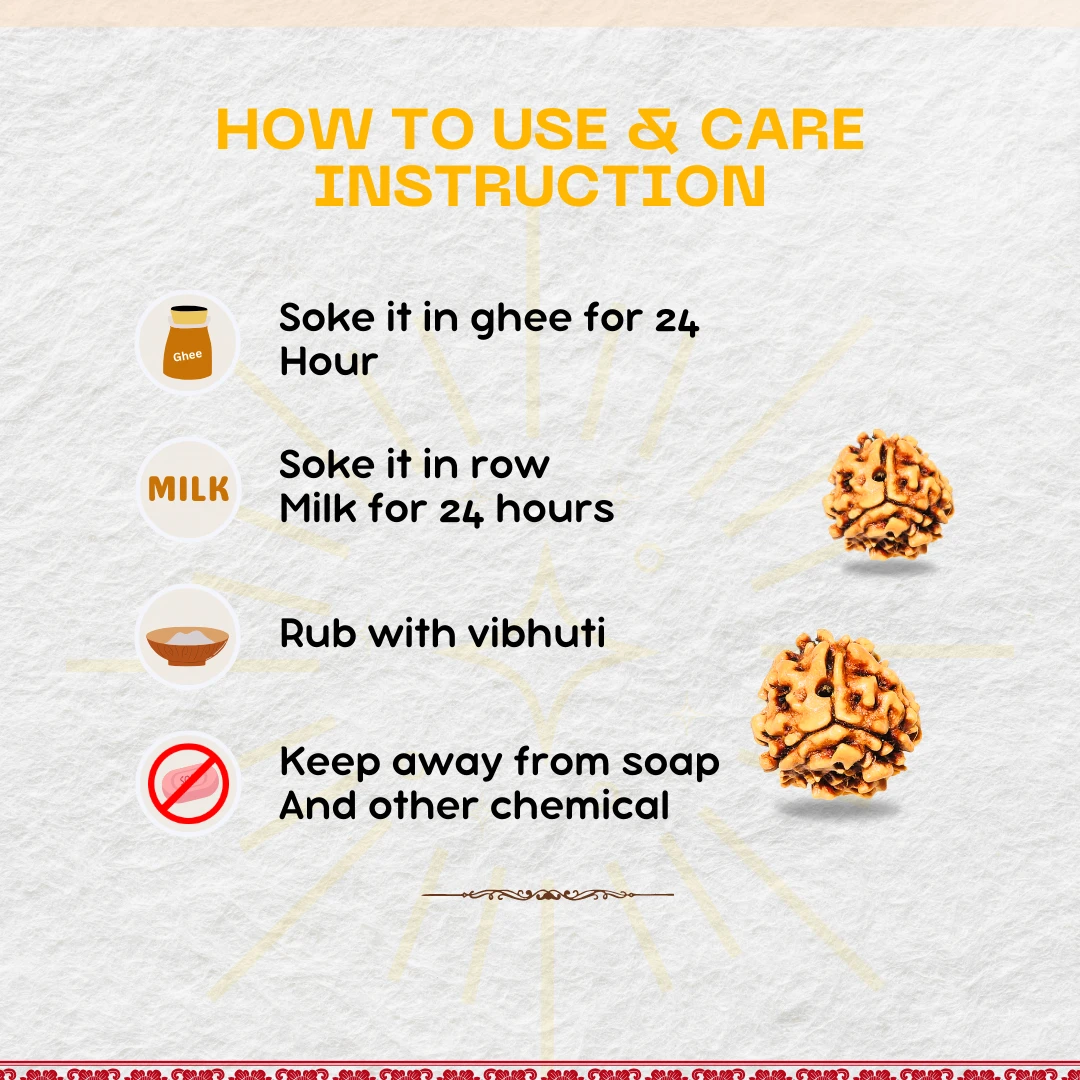 HOW TO USE & CARE
INSTRUCTION
Ghee
Soke it in ghee for 24
Hour
MILK
Soke it in row
Milk for 24 hours
Rub with vibhuti
Keep away from soap
And other chemical